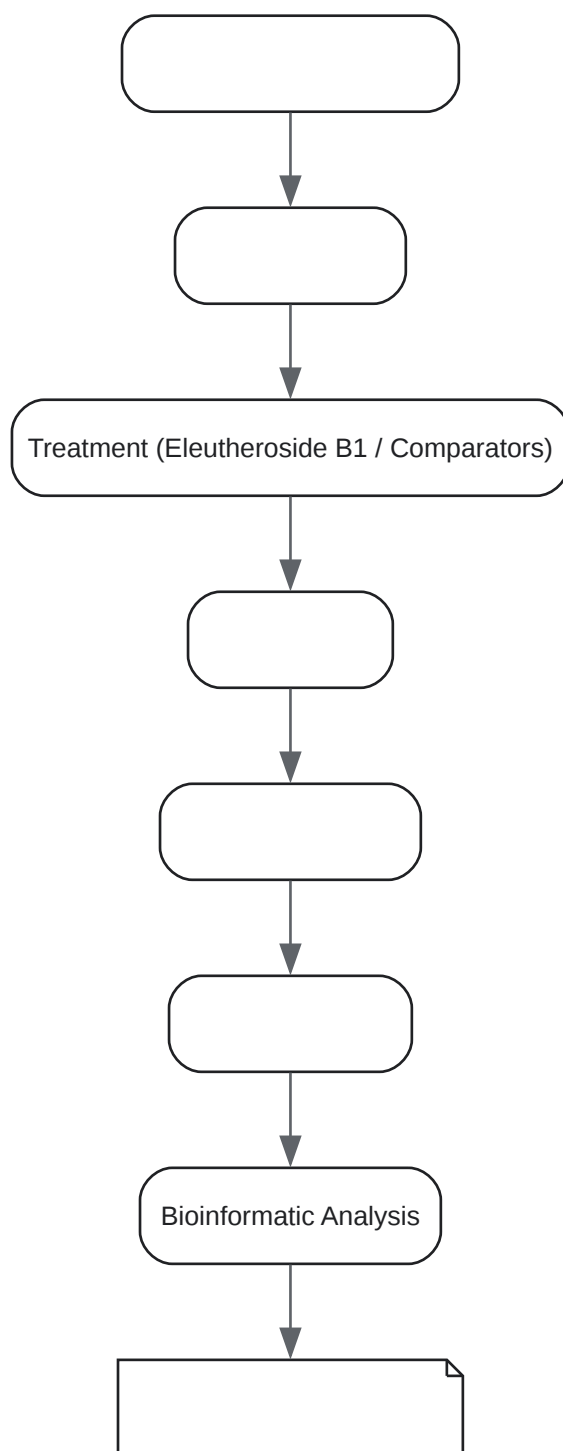 Treatment (Eleutheroside B1 / Comparators)
Bioinformatic Analysis